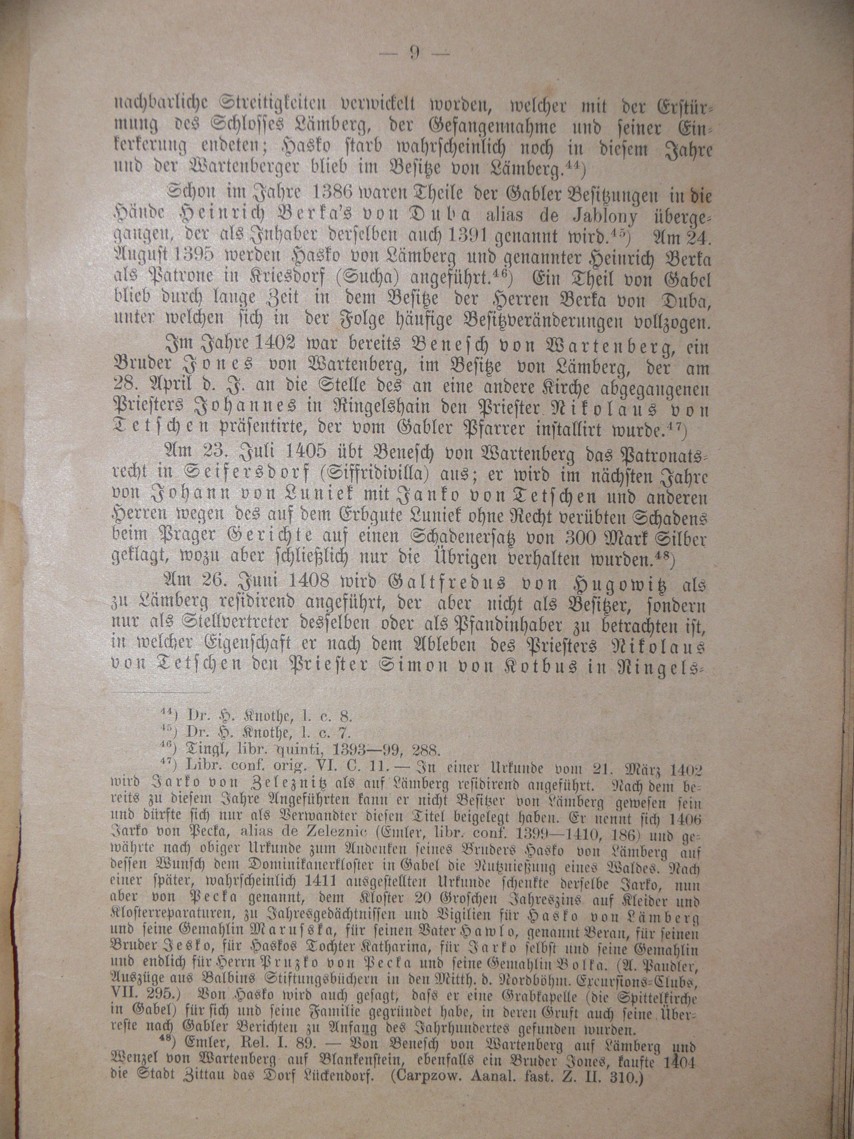 — 9 —
nachbarliche Streitigkeiten verwickelt worden, welcher mit der Erstür-
mung des Schlosses Lämberg, der Gefangennahme und seiner Ein-
kerkerung endeten; Hasko starb wahrscheinlich noch in diesem Jahre
und der Wartenberger blieb im Besitze von Lämberg.⁴⁴)
Schon im Jahre 1386 waren Theile der Gabler Besitzungen in die
Hände Heinrich Berka's von Duba alias de Jablony überge-
gangen, der als Inhaber derselben auch 1391 genannt wird.⁴⁵) Am 24.
August 1395 werden Hasko von Lämberg und genannter Heinrich Berka
als Patrone in Kriesdorf (Sucha) angeführt.⁴⁶) Ein Theil von Gabel
blieb durch lange Zeit in dem Besitze der Herren Berka von Duba,
unter welchen sich in der Folge häufige Besitzveränderungen vollzogen.
Im Jahre 1402 war bereits Benesch von Wartenberg, ein
Bruder Jones von Wartenberg, im Besitze von Lämberg, der am
28. April d. J. an die Stelle des an eine andere Kirche abgegangenen
Priesters Johannes in Ringelshain den Priester Nikolaus von
Tetschen präsentirte, der vom Gabler Pfarrer installirt wurde.⁴⁷)
Am 23. Juli 1405 übt Benesch von Wartenberg das Patronats-
recht in Seifersdorf (Siffridivilla) aus; er wird im nächsten Jahre
von Johann von Luniek mit Janko von Tetschen und anderen
Herren wegen des auf dem Erbgute Luniek ohne Recht verübten Schadens
beim Prager Gerichte auf einen Schadenersatz von 300 Mark Silber
geklagt, wozu aber schließlich nur die Übrigen verhalten wurden.⁴⁸)
Am 26. Juni 1408 wird Galtfredus von Hugowitz als
zu Lämberg residirend angeführt, der aber nicht als Besitzer, sondern
nur als Stellvertreter desselben oder als Pfandinhaber zu betrachten ist,
in welcher Eigenschaft er nach dem Ableben des Priesters Nikolaus
von Tetschen den Priester Simon von Kotbus in Ringels-
⁴⁴) Dr. H. Knothe, l. c. 8.
⁴⁵) Dr. H. Knothe, l. c. 7.
⁴⁶) Tingl, libr. quinti, 1393—99, 288.
⁴⁷) Libr. conf. orig. VI. C. 11. — In einer Urkunde vom 21. März 1402
wird Jarko von Zeleznitz als auf Lämberg residirend angeführt. Nach dem be-
reits zu diesem Jahre Angeführten kann er nicht Besitzer von Lämberg gewesen sein
und dürfte sich nur als Verwandter diesen Titel beigelegt haben. Er nennt sich 1406
Jarko von Pecka, alias de Zeleznic (Emler, libr. conf. 1399—1410, 186) und ge-
währte nach obiger Urkunde zum Andenken seines Bruders Hasko von Lämberg auf
dessen Wunsch dem Dominikanerkloster in Gabel die Nutznießung eines Waldes. Nach
einer später, wahrscheinlich 1411 ausgestellten Urkunde schenkte derselbe Jarko, nun
aber von Pecka genannt, dem Kloster 20 Groschen Jahreszins auf Kleider und
Klosterreparaturen, zu Jahresgedächtnissen und Vigilien für Hasko von Lämberg
und seine Gemahlin Maruska, für seinen Vater Hawlo, genannt Beran, für seinen
Bruder Jesko, für Haskos Tochter Katharina, für Jarko selbst und seine Gemahlin
und endlich für Herrn Pruzko von Pecka und seine Gemahlin Bolka. (A. Paudler,
Auszüge aus Balbins Stiftungsbüchern in den Mitth. d. Nordböhm. Excursions-Clubs,
VII. 295.) Von Hasko wird auch gesagt, dass er eine Grabkapelle (die Spittelkirche
in Gabel) für sich und seine Familie gegründet habe, in deren Gruft auch seine Über-
reste nach Gabler Berichten zu Anfang des Jahrhundertes gefunden wurden.
⁴⁸) Emler, Rel. I. 89. — Von Benesch von Wartenberg auf Lämberg und
Wenzel von Wartenberg auf Blankenstein, ebenfalls ein Bruder Jones, kaufte 1404
die Stadt Zittau das Dorf Lückendorf. (Carpzow. Aanal. fast. Z. II. 310.)